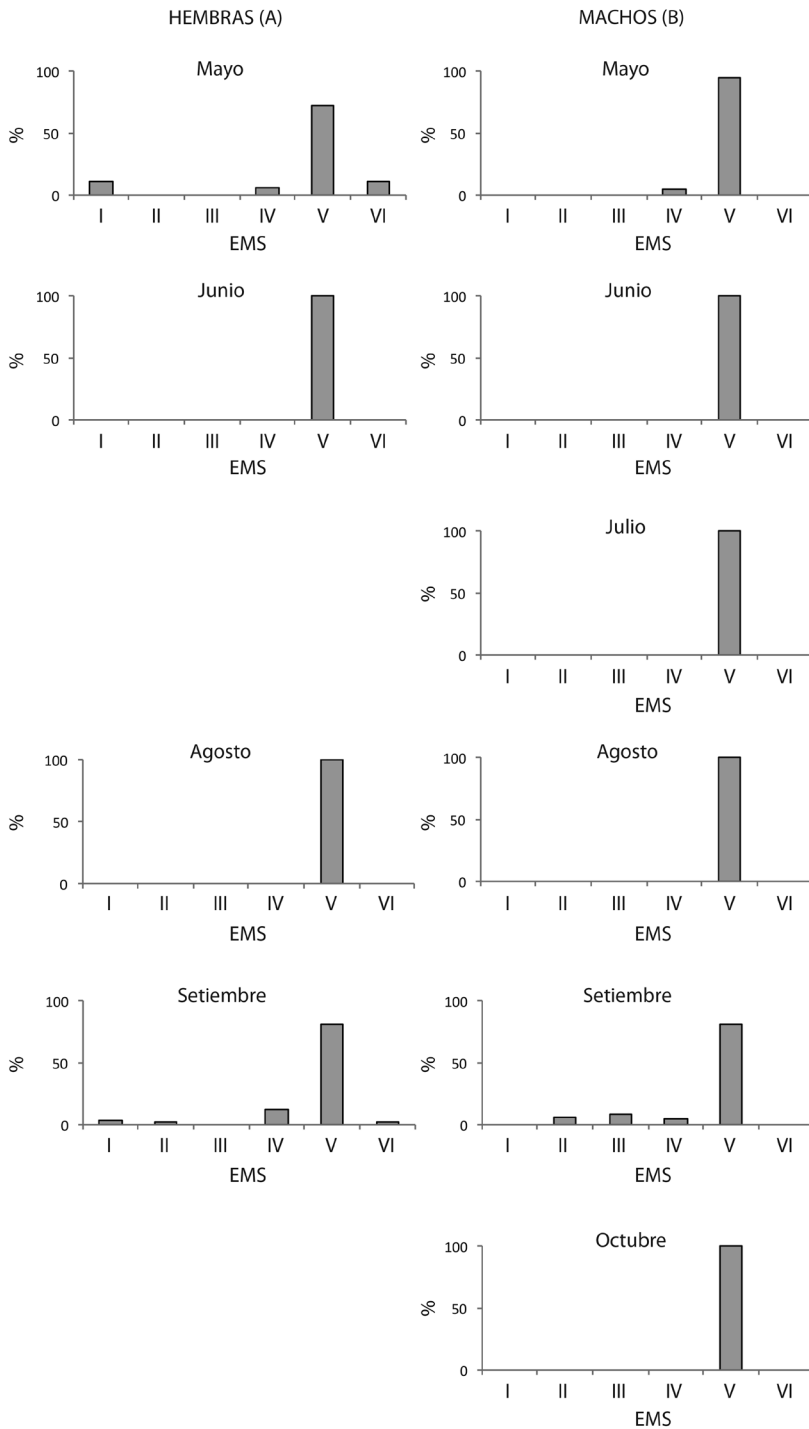 HEMBRAS (A) MACHOS (B)
Mayo
100
50
0
%
I II III IV V VI
EMS
Mayo
100
50
0
%
I II III IV V VI
EMS
Junio
100
50
0
%
I II III IV V VI
EMS
Junio
100
50
0
%
I II III IV V VI
EMS
Julio
100
50
0
%
I II III IV V VI
EMS
Agosto
100
50
0
%
I II III IV V VI
EMS
Agosto
100
50
0
%
I II III IV V VI
EMS
Setiembre
100
50
0
%
I II III IV V VI
EMS
Setiembre
100
50
0
%
I II III IV V VI
EMS
Octubre
100
50
0
%
I II III IV V VI
EMS